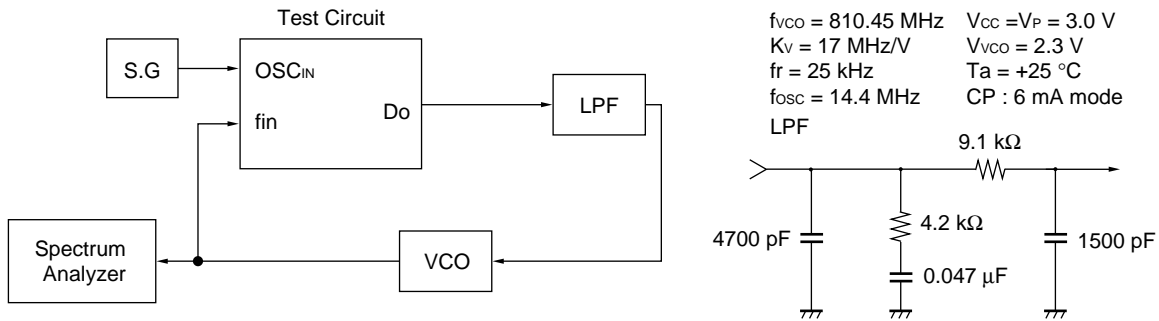 Test Circuit
S.G
OSCIN
fin
Do
LPF
Spectrum
Analyzer
VCO
fVCO = 810.45 MHz
KV = 17 MHz/V
fr = 25 kHz
fOSC = 14.4 MHz
LPF
VCC =VP = 3.0 V
VVCO = 2.3 V
Ta = +25 °C
CP : 6 mA mode
9.1 kΩ
4.2 kΩ
4700 pF
1500 pF
0.047 μF